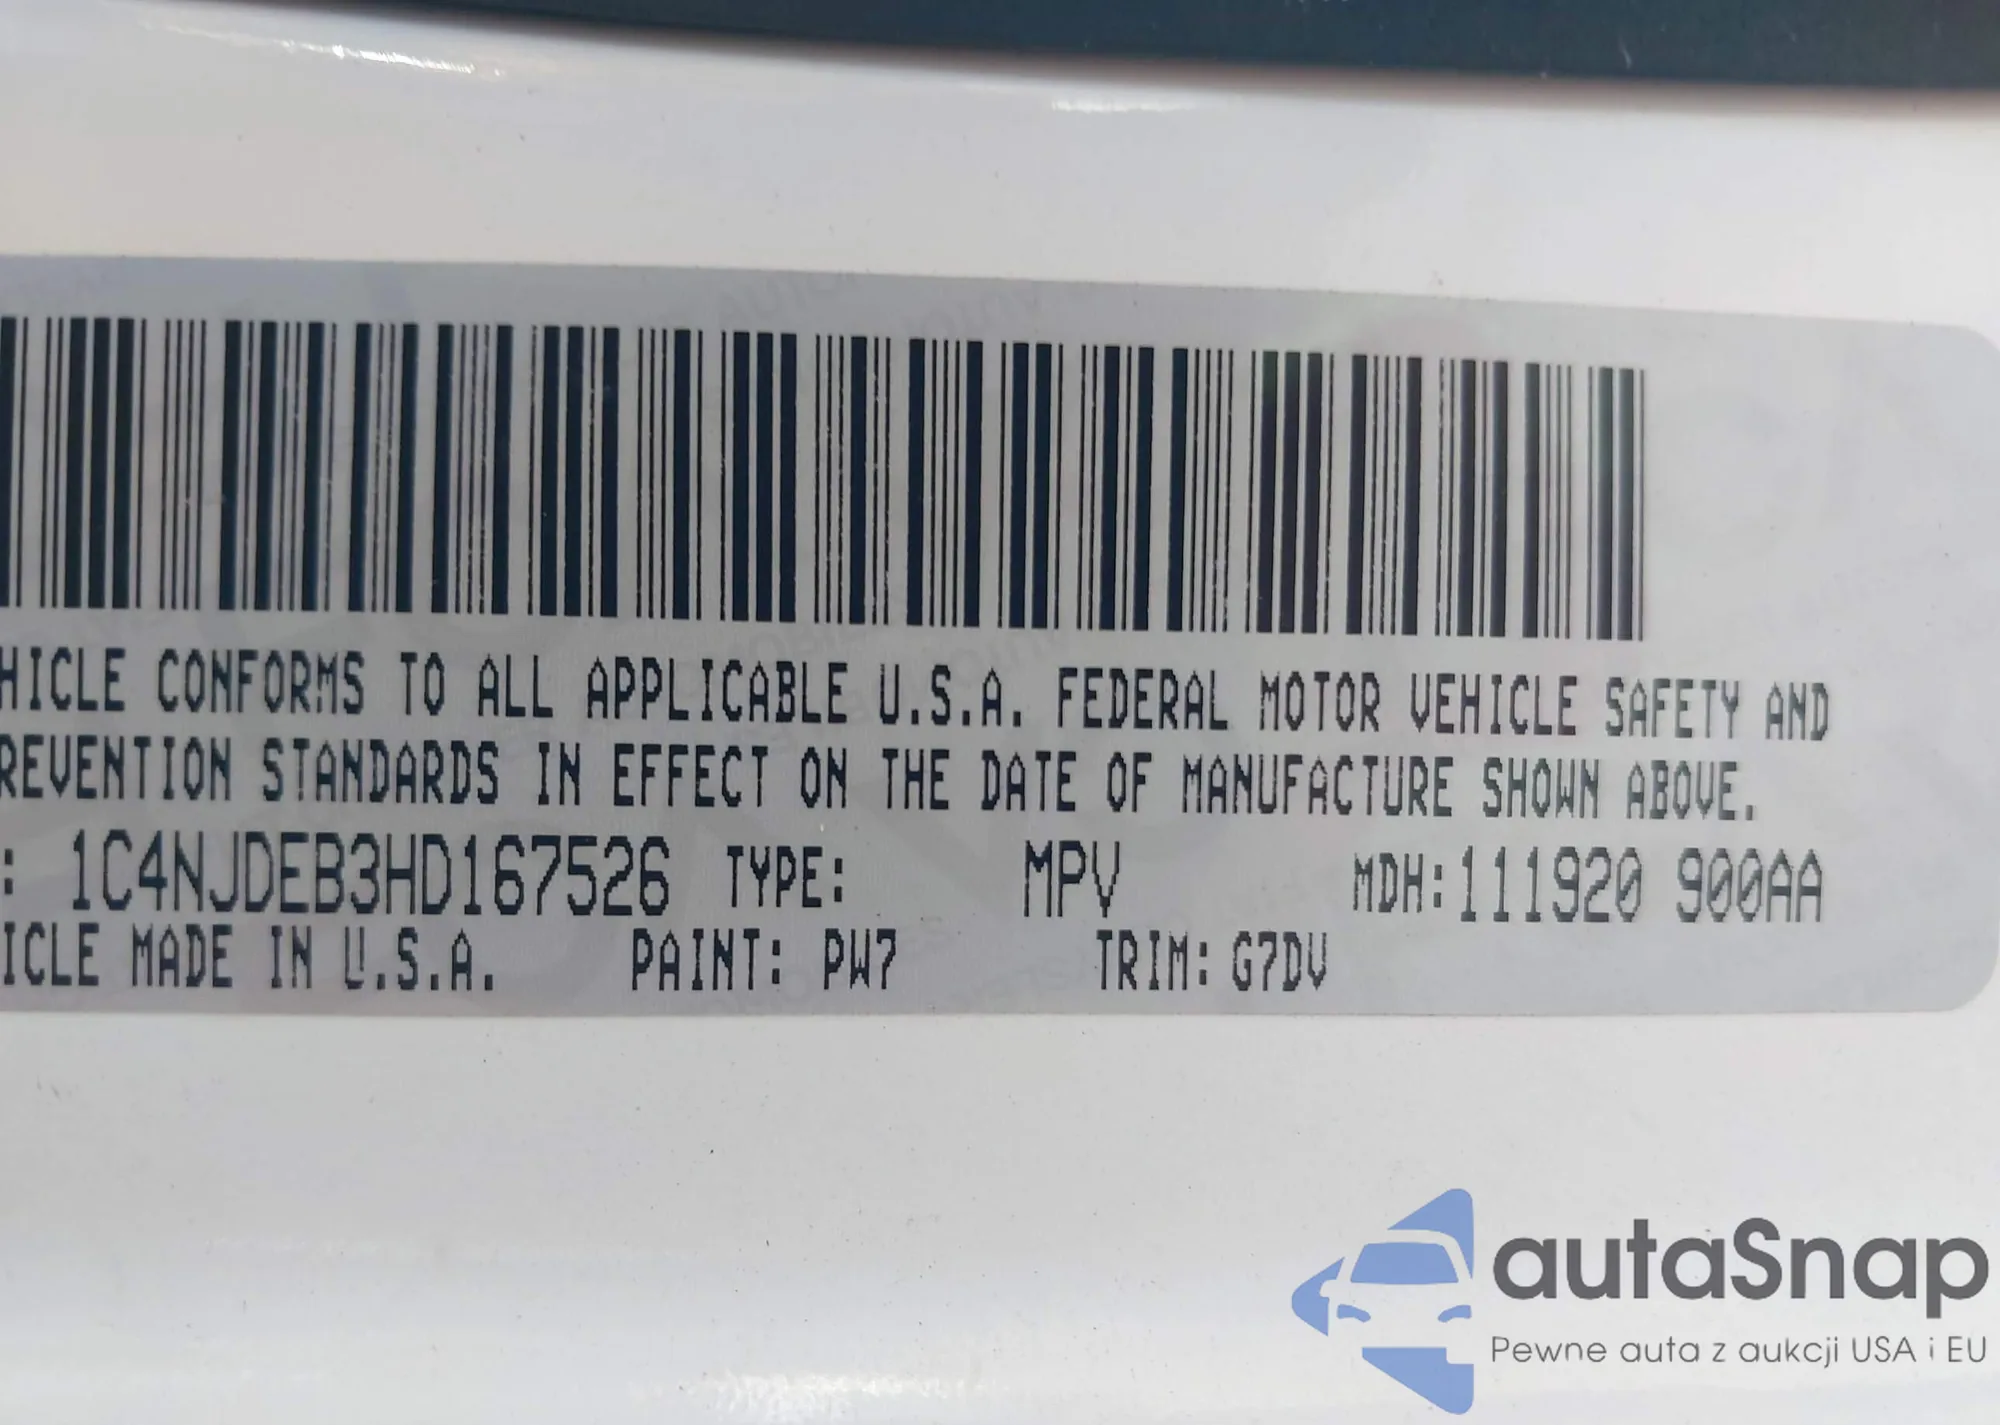 HICLE CONFORMS TO ALL APPLICABLE U.S.A. FEDERAL MOTOR VEHICLE SAFETY AND
REVENTION STANDARDS IN EFFECT ON THE DATE OF MANUFACTURE SHOWN ABOVE.
: 1C4NJDEB3HD167526 TYPE: MPV MDH:111920 900AA
ICLE MADE IN U.S.A. PAINT: PW7 TRIM: G7DV
autaSnap
Pewne auta z aukcji USA i EU